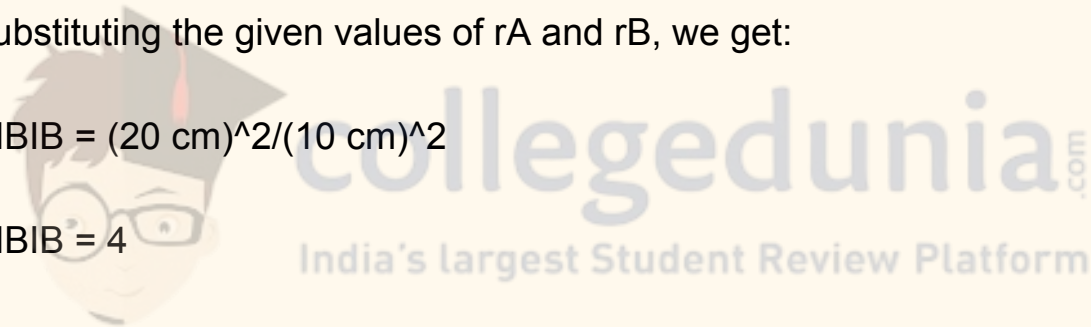 ubstituting the given values of rA and rB, we get:
IBIB = (20 cm)^2/(10 cm)^2
IBIB = 4
collegedunia
.com
India's largest Student Review Platform